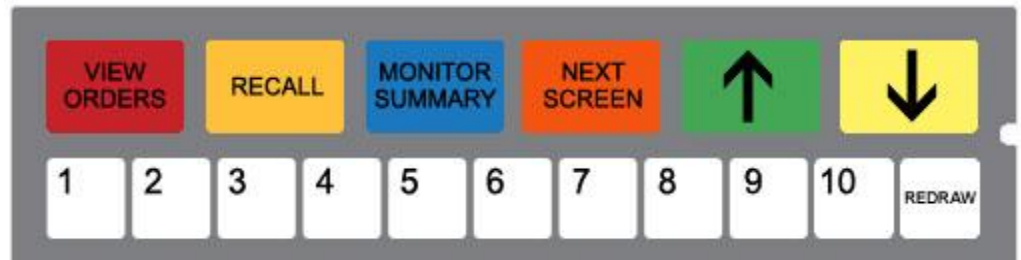 VIEW
ORDERS
RECALL
MONITOR
SUMMARY
NEXT
SCREEN
↑
↓
1 2 3 4 5 6 7 8 9 10 REDRAW